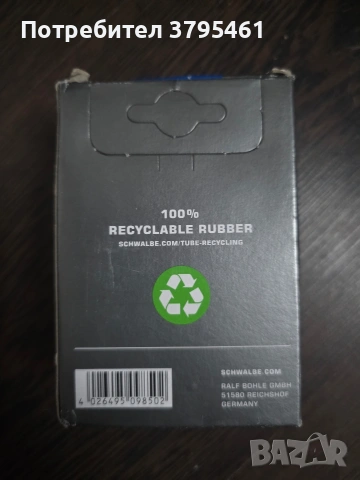 Потребител 3795461
100%
RECYCLABLE RUBBER
SCHWALBE.COM/TUBE-RECYCLING
SCHWALBE.COM
RALF BOHLE GMBH
51580 REICHSHOF
GERMANY
4 026495 098502
BAZAR